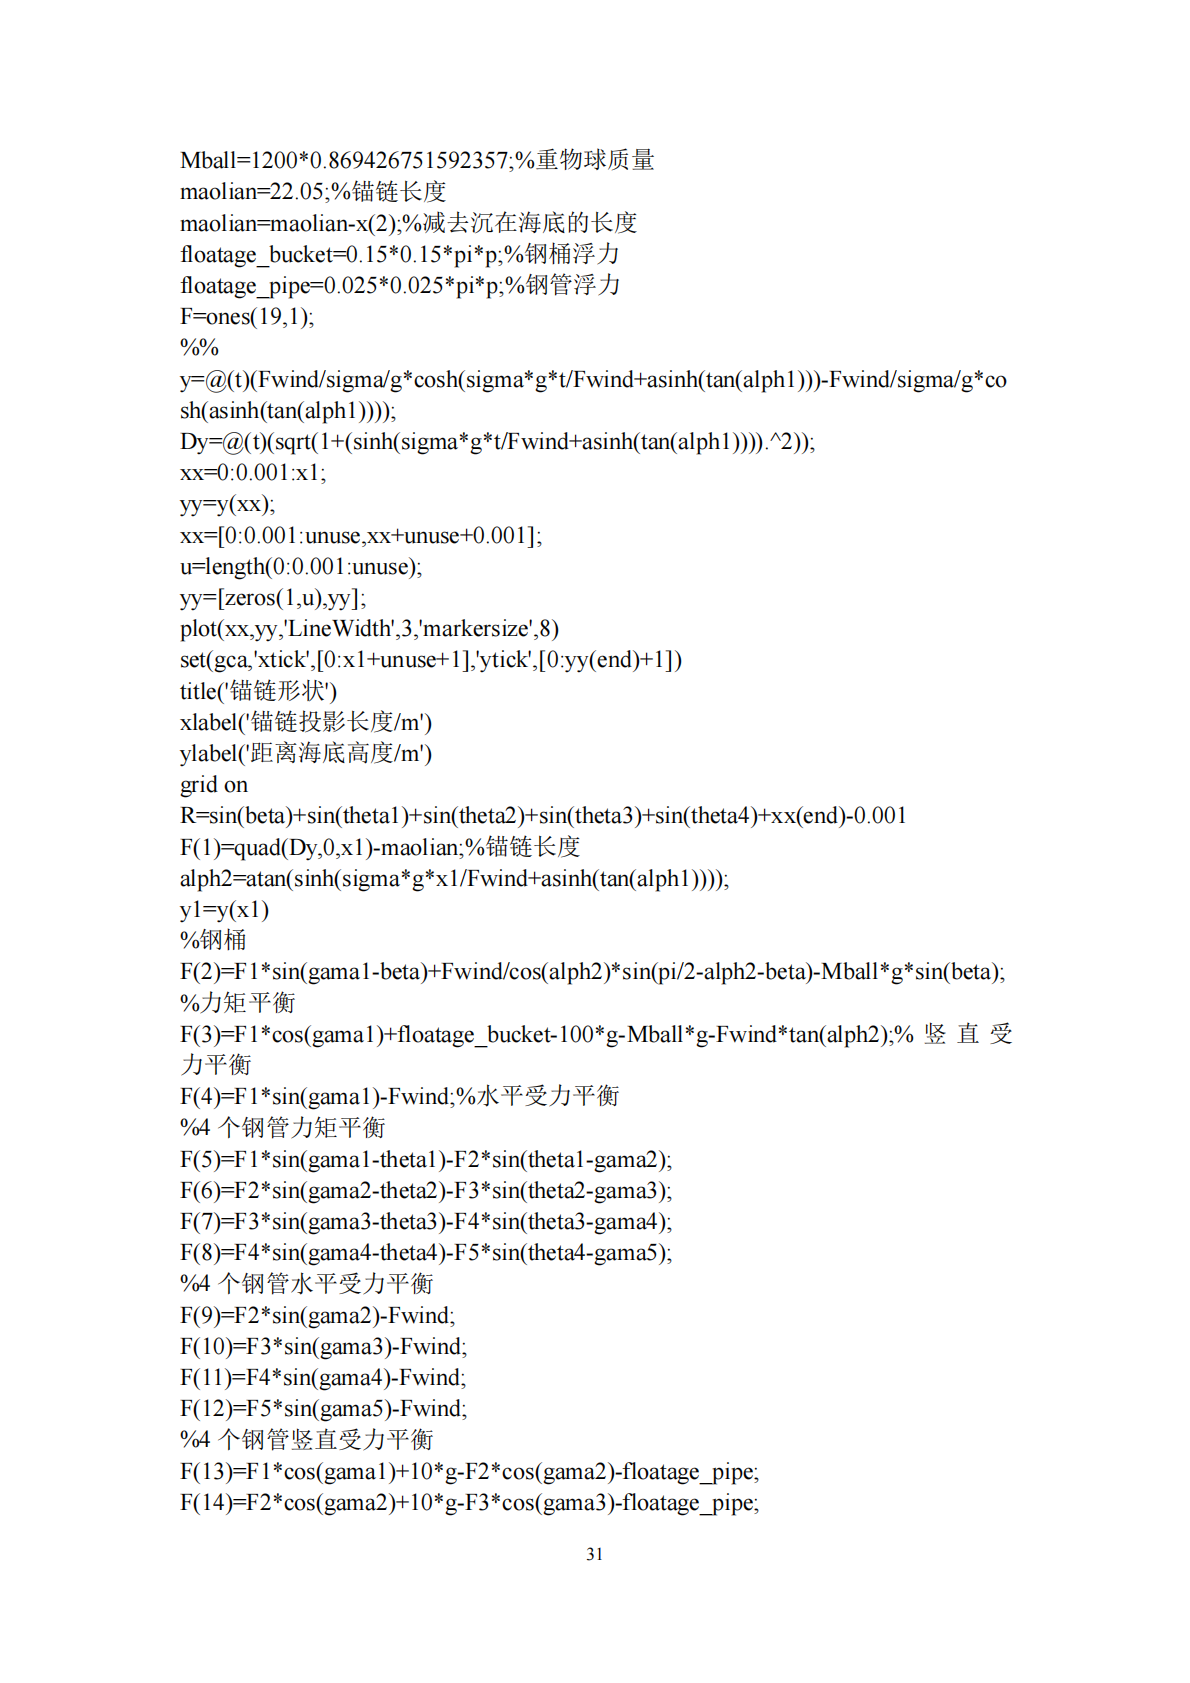 Mball=1200*0.869426751592357;%重物球质量
maolian=22.05;%锚链长度
maolian=maolian-x(2);%减去沉在海底的长度
floatage_bucket=0.15*0.15*pi*p;%钢桶浮力
floatage_pipe=0.025*0.025*pi*p;%钢管浮力
F=ones(19,1);
%%
y=@(t)(Fwind/sigma/g*cosh(sigma*g*t/Fwind+asinh(tan(alph1)))-Fwind/sigma/g*co
sh(asinh(tan(alph1))));
Dy=@(t)(sqrt(1+(sinh(sigma*g*t/Fwind+asinh(tan(alph1)))).^2));
xx=0:0.001:x1;
yy=y(xx);
xx=[0:0.001:unuse,xx+unuse+0.001];
u=length(0:0.001:unuse);
yy=[zeros(1,u),yy];
plot(xx,yy,'LineWidth',3,'markersize',8)
set(gca,'xtick',[0:x1+unuse+1],'ytick',[0:yy(end)+1])
title('锚链形状')
xlabel('锚链投影长度/m')
ylabel('距离海底高度/m')
grid on
R=sin(beta)+sin(theta1)+sin(theta2)+sin(theta3)+sin(theta4)+xx(end)-0.001
F(1)=quad(Dy,0,x1)-maolian;%锚链长度
alph2=atan(sinh(sigma*g*x1/Fwind+asinh(tan(alph1))));
y1=y(x1)
%钢桶
F(2)=F1*sin(gama1-beta)+Fwind/cos(alph2)*sin(pi/2-alph2-beta)-Mball*g*sin(beta);
%力矩平衡
F(3)=F1*cos(gama1)+floatage_bucket-100*g-Mball*g-Fwind*tan(alph2);% 竖 直 受
力平衡
F(4)=F1*sin(gama1)-Fwind;%水平受力平衡
%4 个钢管力矩平衡
F(5)=F1*sin(gama1-theta1)-F2*sin(theta1-gama2);
F(6)=F2*sin(gama2-theta2)-F3*sin(theta2-gama3);
F(7)=F3*sin(gama3-theta3)-F4*sin(theta3-gama4);
F(8)=F4*sin(gama4-theta4)-F5*sin(theta4-gama5);
%4 个钢管水平受力平衡
F(9)=F2*sin(gama2)-Fwind;
F(10)=F3*sin(gama3)-Fwind;
F(11)=F4*sin(gama4)-Fwind;
F(12)=F5*sin(gama5)-Fwind;
%4 个钢管竖直受力平衡
F(13)=F1*cos(gama1)+10*g-F2*cos(gama2)-floatage_pipe;
F(14)=F2*cos(gama2)+10*g-F3*cos(gama3)-floatage_pipe;
31